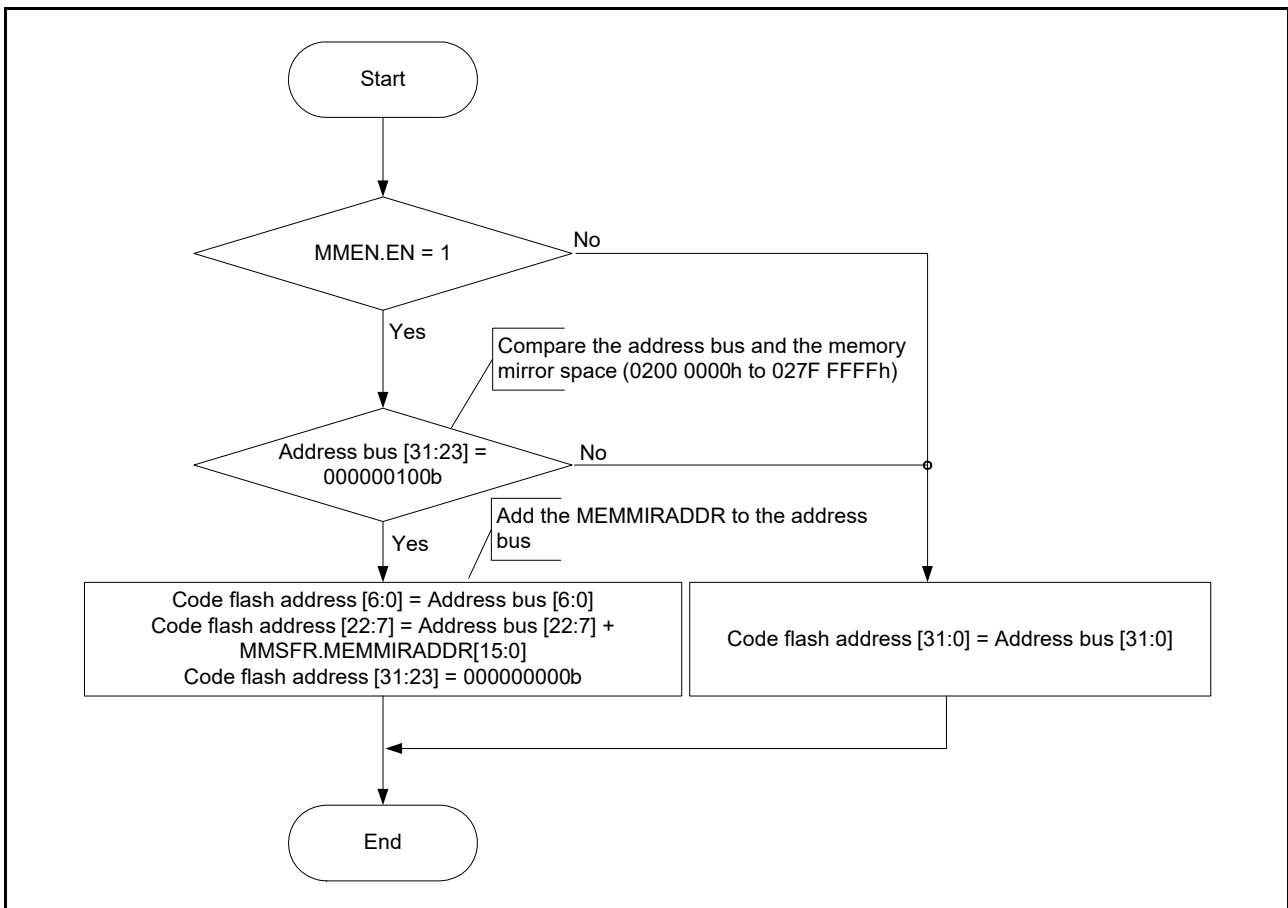 Start
MMEN.EN = 1
No
Yes
Compare the address bus and the memory
mirror space (0200 0000h to 027F FFFFh)
Address bus [31:23] =
000000100b
No
Yes
Add the MEMMIRADDR to the address
bus
Code flash address [6:0] = Address bus [6:0]
Code flash address [22:7] = Address bus [22:7] +
MMSFR.MEMMIRADDR[15:0]
Code flash address [31:23] = 000000000b
Code flash address [31:0] = Address bus [31:0]
End